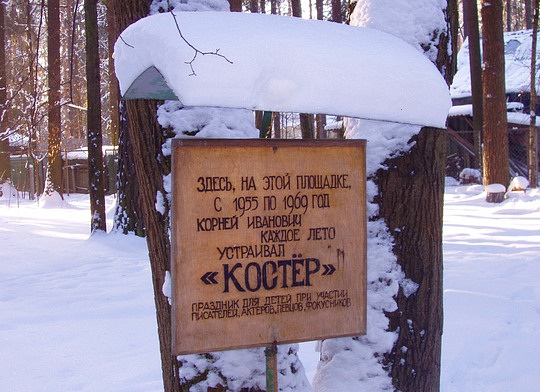 ЗДЕСЬ, НА ЭТОЙ ПЛОЩАДКЕ,
С 1955 ПО 1969 ГОД
КОРНЕЙ ИВАНОВИЧ
КАЖДОЕ ЛЕТО
УСТРАИВАЛ
«КОСТЁР»
ПРАЗДНИК ДЛЯ ДЕТЕЙ ПРИ УЧАСТИИ
ПИСАТЕЛЕЙ, АКТЕРОВ, ПЕВЦОВ, ФОКУСНИКОВ